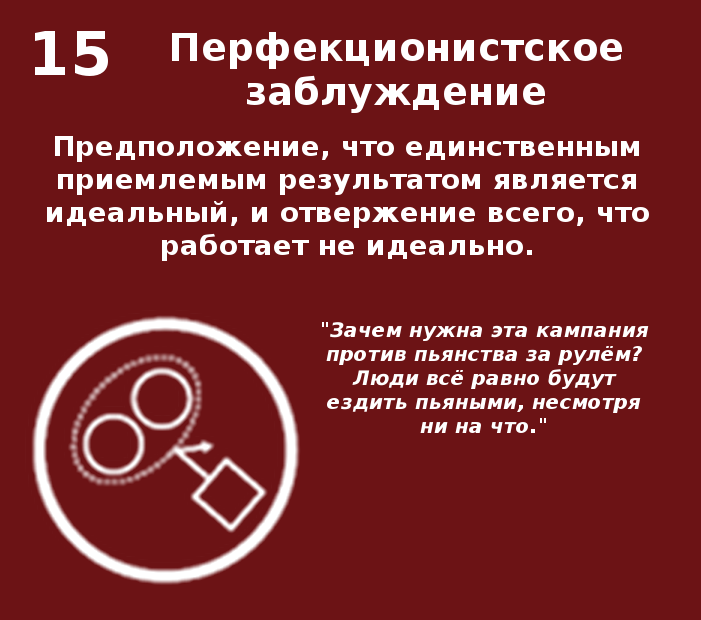 15
Перфекционистское
заблуждение
Предположение, что единственным
приемлемым результатом является
идеальный, и отвержение всего, что
работает не идеально.
"Зачем нужна эта кампания
против пьянства за рулём?
Люди всё равно будут
ездить пьяными, несмотря
ни на что."